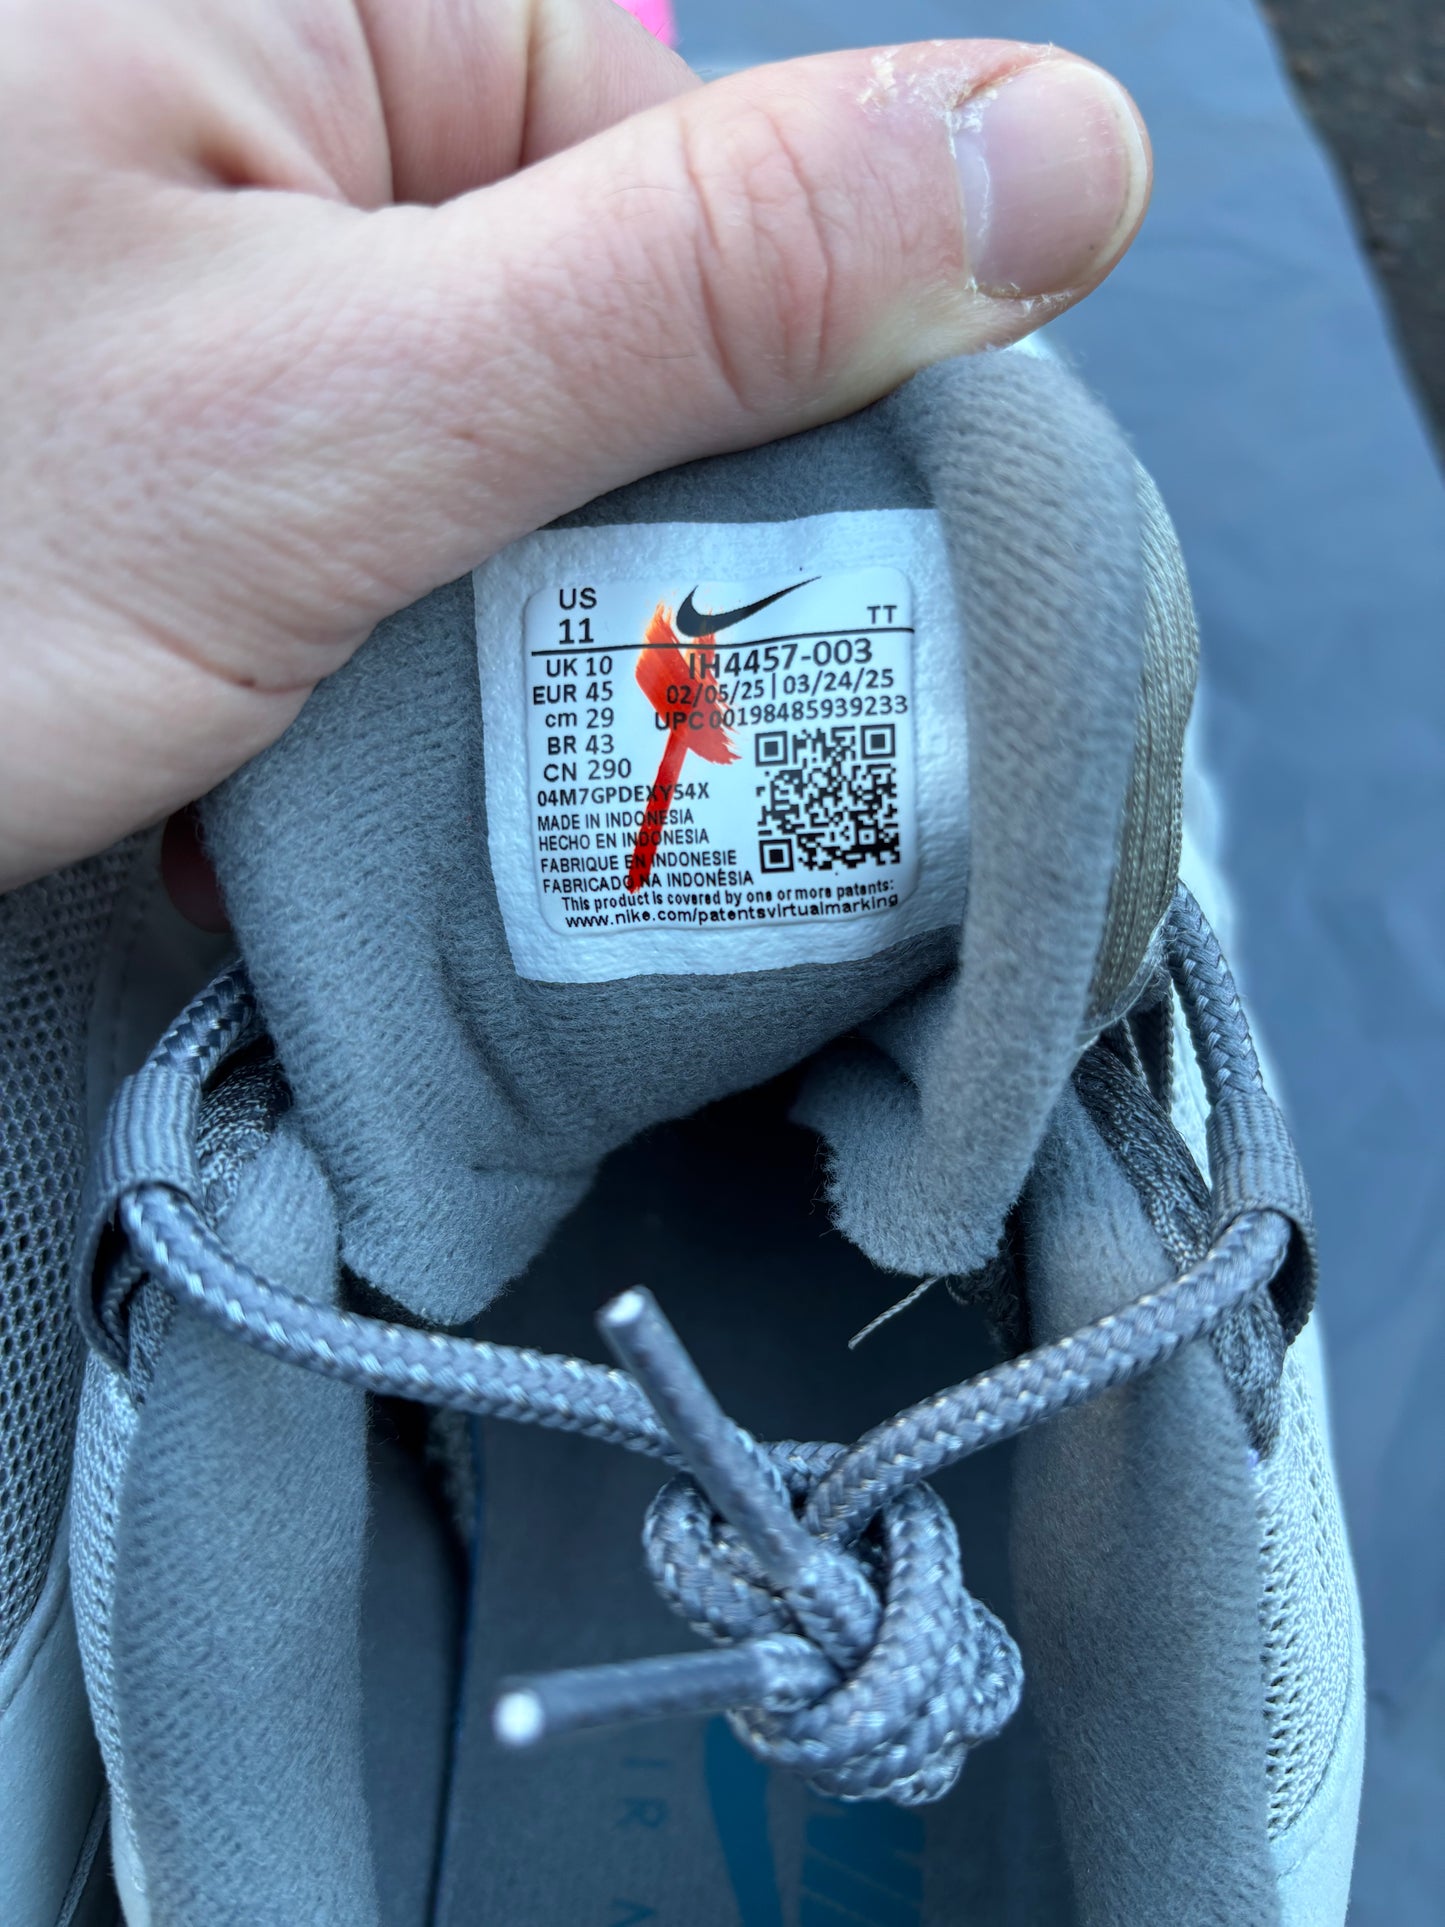 US
11
TT
UK 10
IH4457-003
EUR 45
02/05/25 | 03/24/25
cm 29
UPC 00198485939233
BR 43
CN 290
04M7GPDEXY54X
MADE IN INDONESIA
HECHO EN INDONESIA
FABRIQUE EN INDONESIE
FABRICADO NA INDONÉSIA
This product is covered by one or more patents:
www.nike.com/patentsvirtualmarking